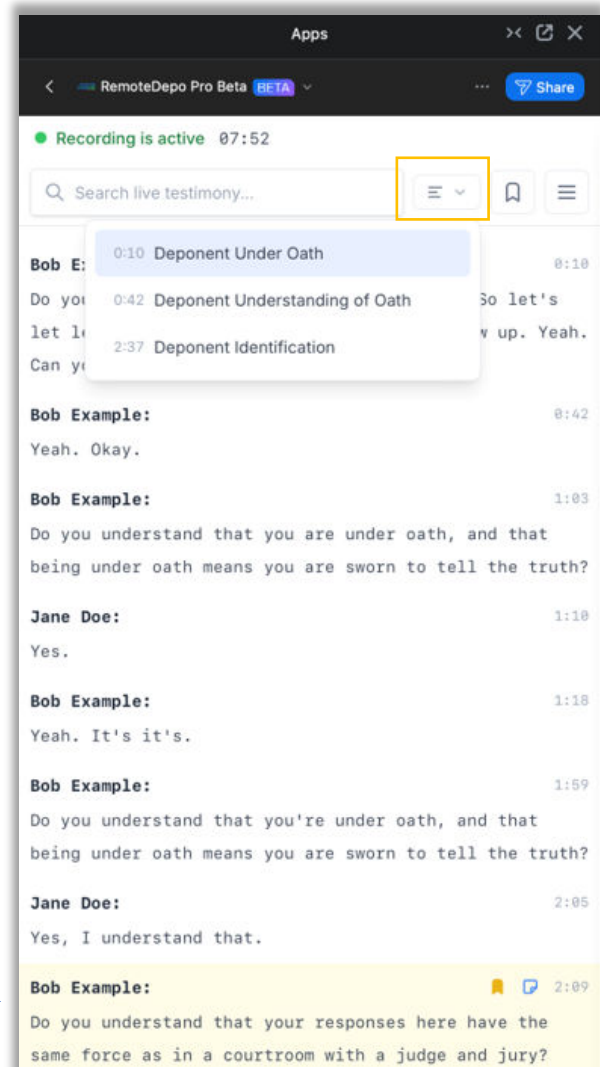 Apps
RemoteDepo Pro Beta BETA
Share
Recording is active 07:52
Search live testimony...
0:10 Deponent Under Oath
0:42 Deponent Understanding of Oath
2:37 Deponent Identification
Bob E 0:10
Do you So let's
let w up. Yeah.
Can
Bob Example: 0:42
Yeah. Okay.
Bob Example: 1:03
Do you understand that you are under oath, and that
being under oath means you are sworn to tell the truth?
Jane Doe: 1:10
Yes.
Bob Example: 1:18
Yeah. It's it's.
Bob Example: 1:59
Do you understand that you're under oath, and that
being under oath means you are sworn to tell the truth?
Jane Doe: 2:05
Yes, I understand that.
Bob Example: 2:09
Do you understand that your responses here have the
same force as in a courtroom with a judge and jury?